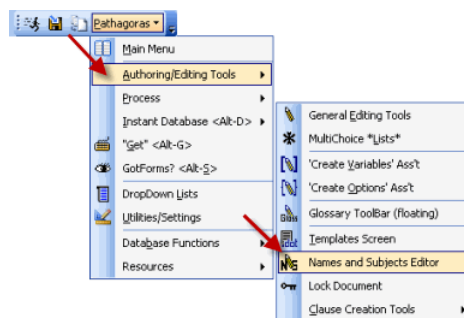 Pathagoras
Main Menu
Authoring/Editing Tools
Process
Instant Database <Alt-D>
"Get" <Alt-G>
GotForms? <Alt-S>
DropDown Lists
Utilities/Settings
Database Functions
Resources
General Editing Tools
MultiChoice *Lists*
'Create Variables' Ass't
'Create Options' Ass't
Glossary ToolBar (floating)
Templates Screen
Names and Subjects Editor
Lock Document
Clause Creation Tools